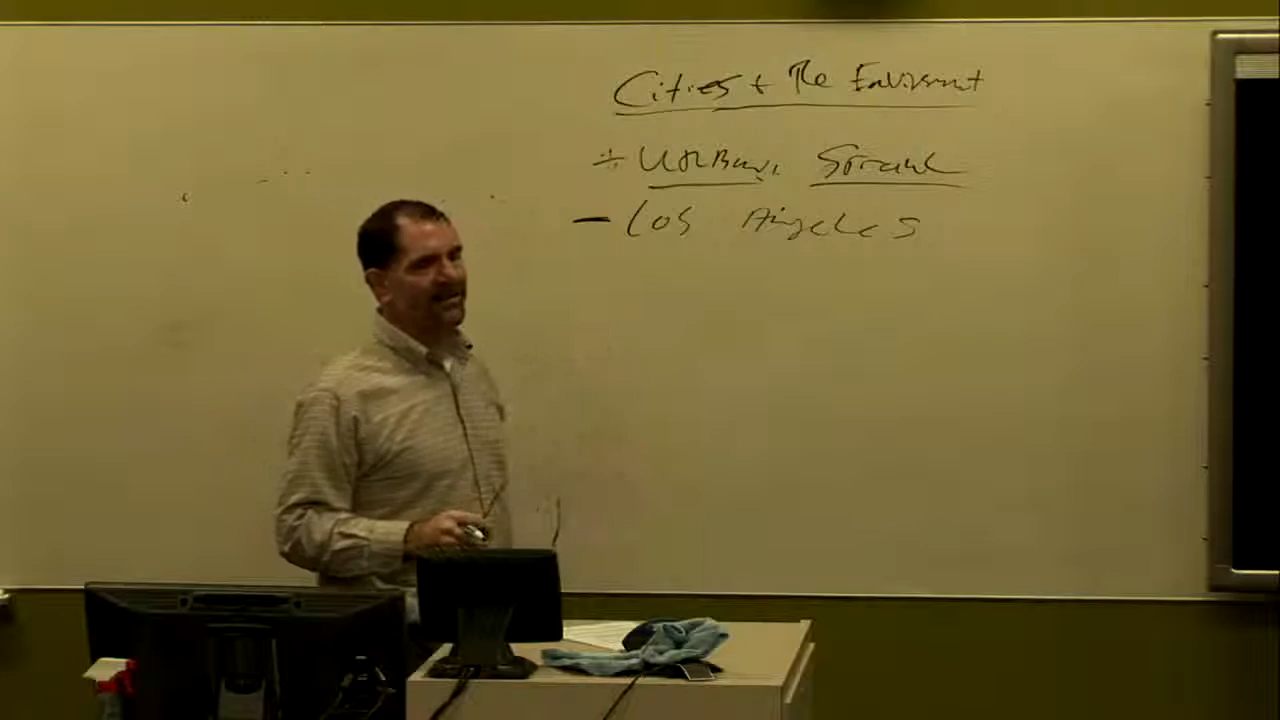 Cities + The Environment
* Urban Sprawl
- Los Angeles